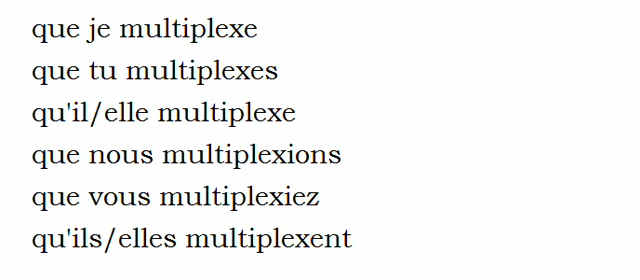 que je multiplexe
que tu multiplexes
qu'il/elle multiplexe
que nous multiplexions
que vous multiplexiez
qu'ils/elles multiplexent